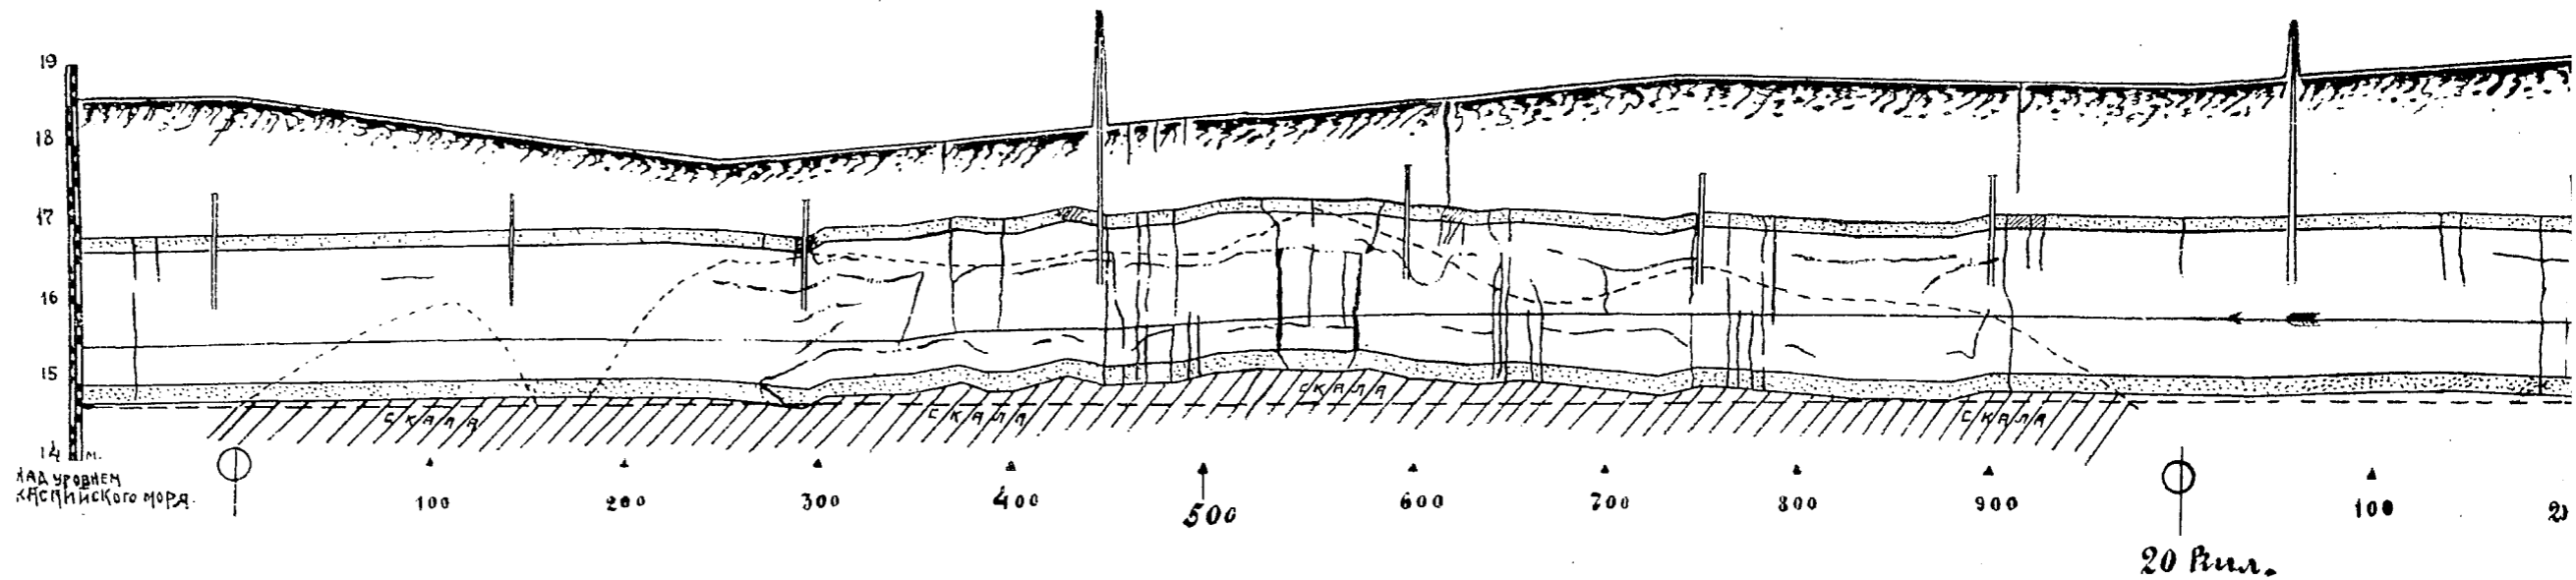 19
18
17
16
15
14 м.
НАД УРОВНЕМ
КАСПИЙСКОГО МОРЯ.
СКАЛА
СКАЛА
СКАЛА
СКАЛА
100
200
300
400
500
600
700
800
900
100
20 Кил.